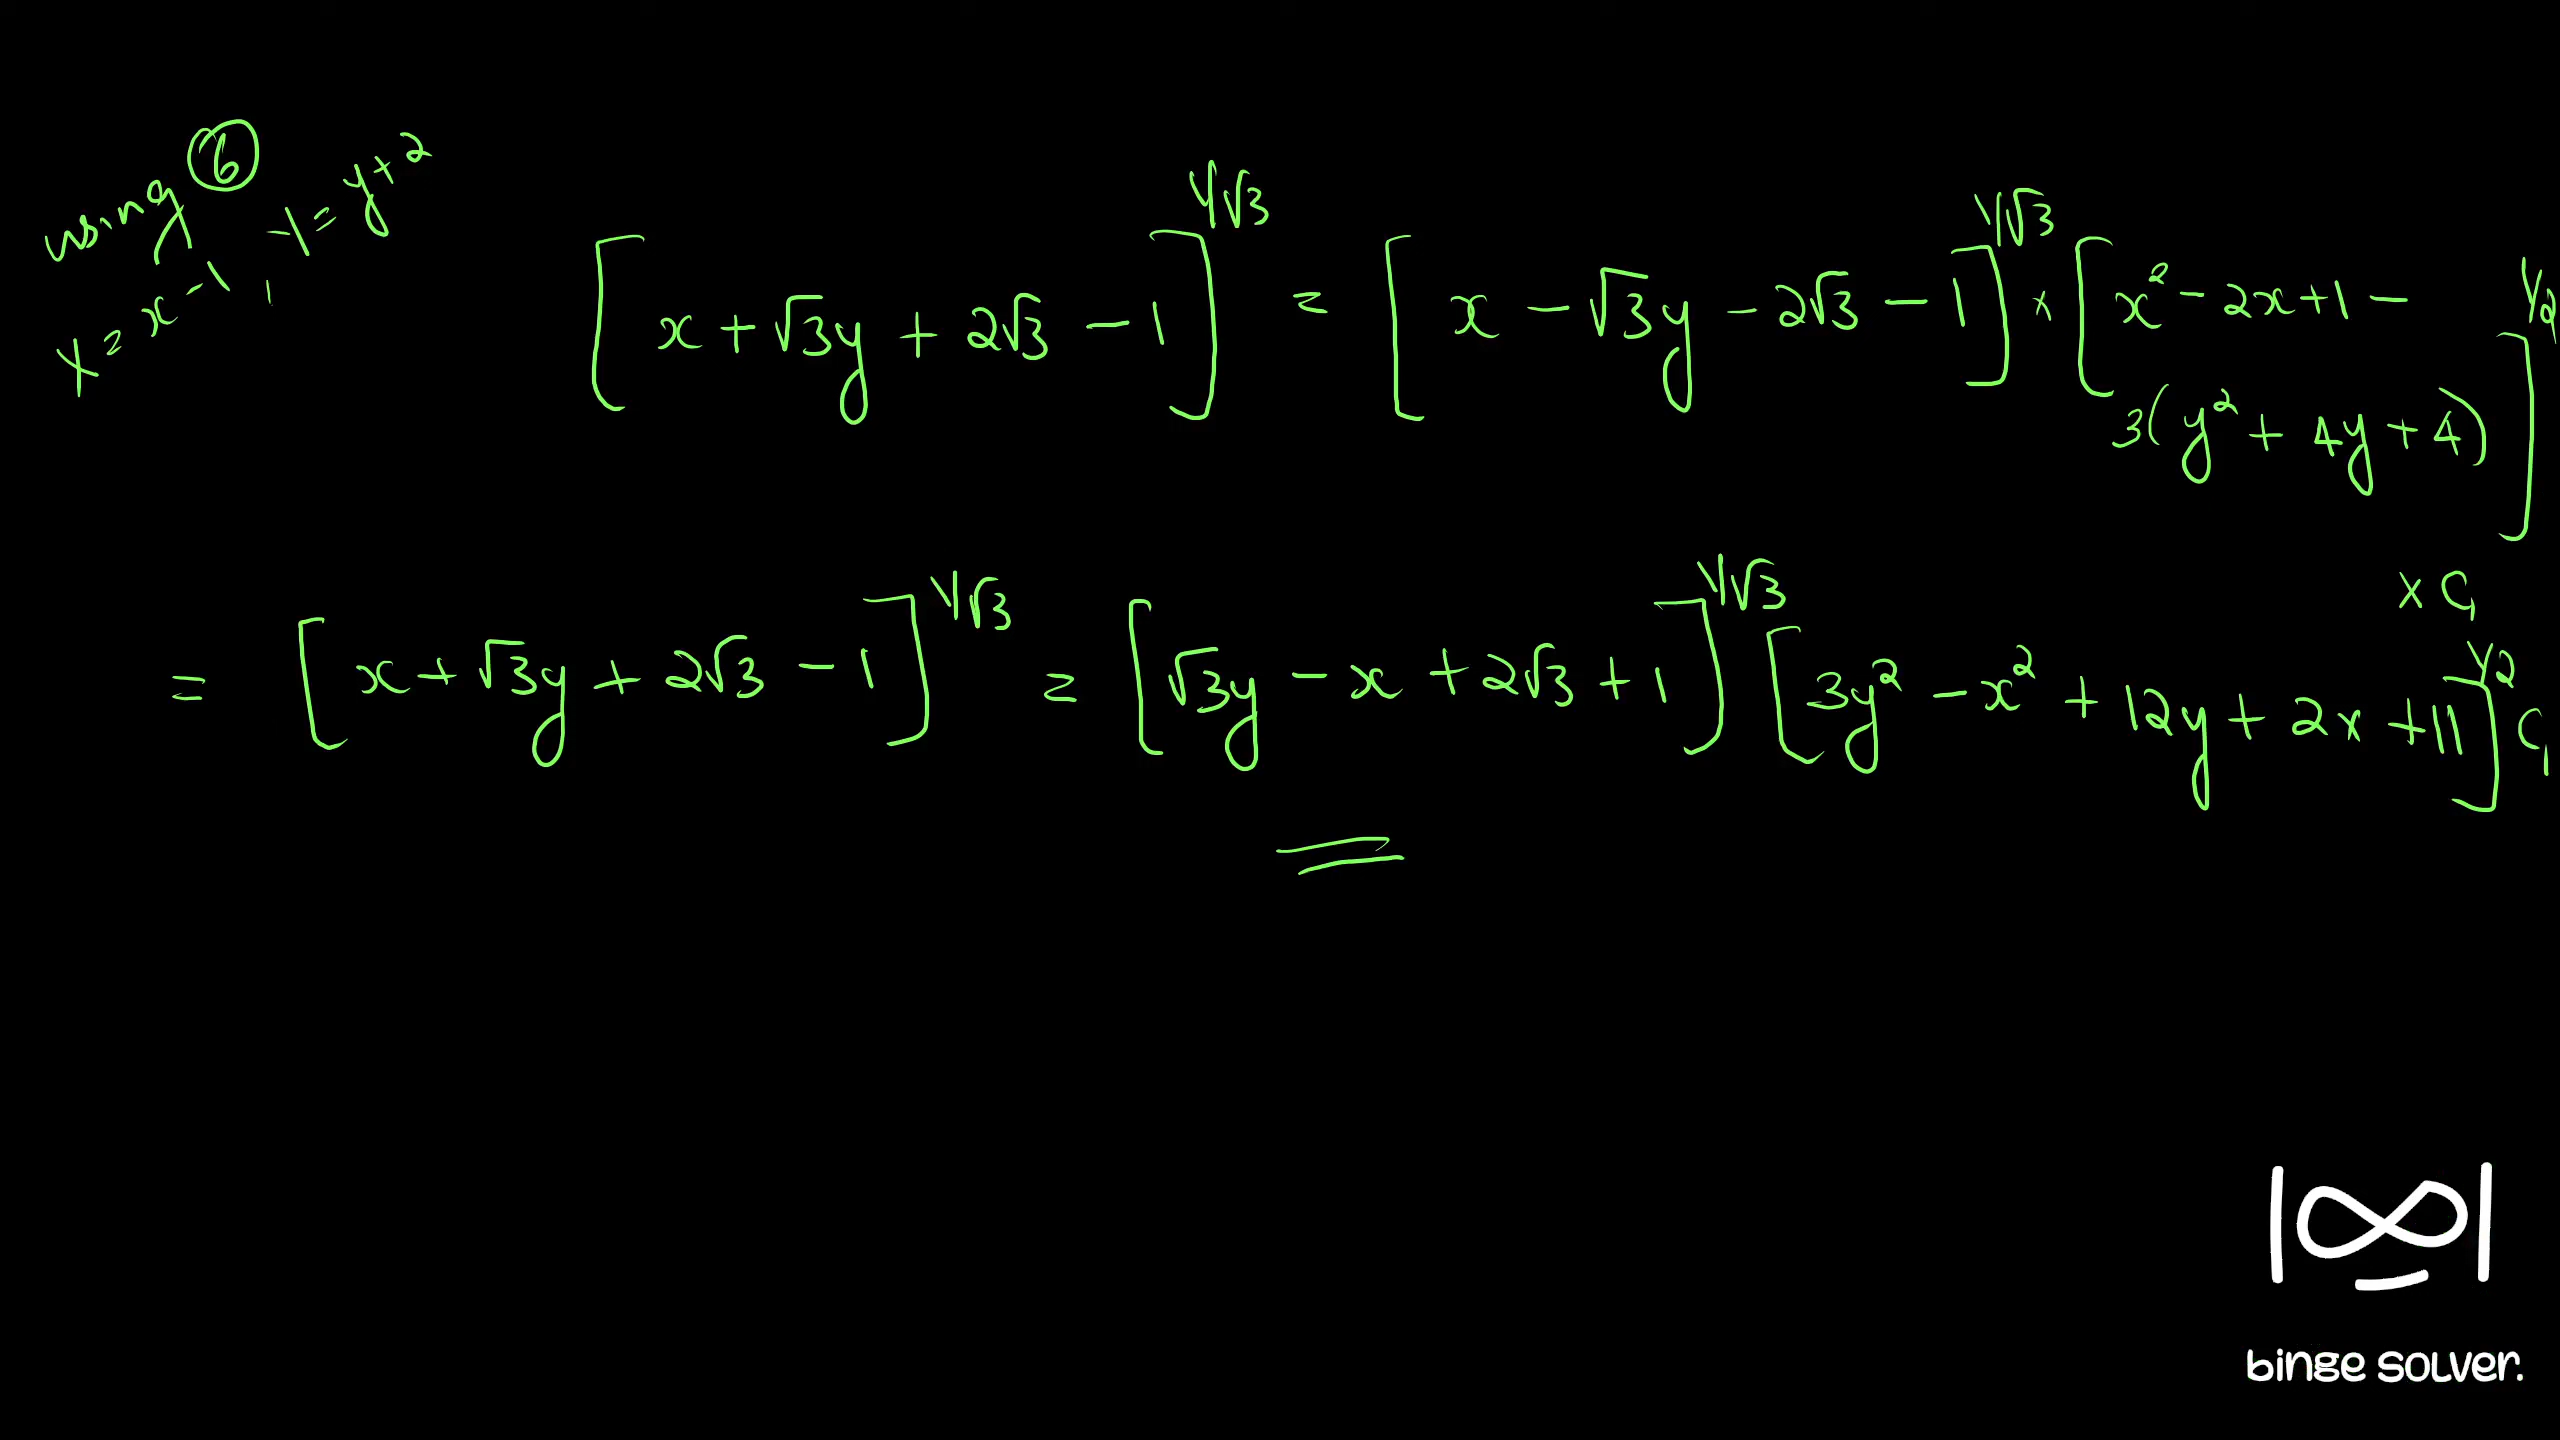 using ⑥
X = x - 1, Y = y + 2
[x + √3y + 2√3 - 1]^1/√3 = [x - √3y - 2√3 - 1]^1/√3 × [x² - 2x + 1 -
3(y² + 4y + 4)]^1/2
× C₁
= [x + √3y + 2√3 - 1]^1/√3 = [√3y - x + 2√3 + 1]^1/√3 [3y² - x² + 12y + 2x + 11]^1/2 C₁
binge solver.